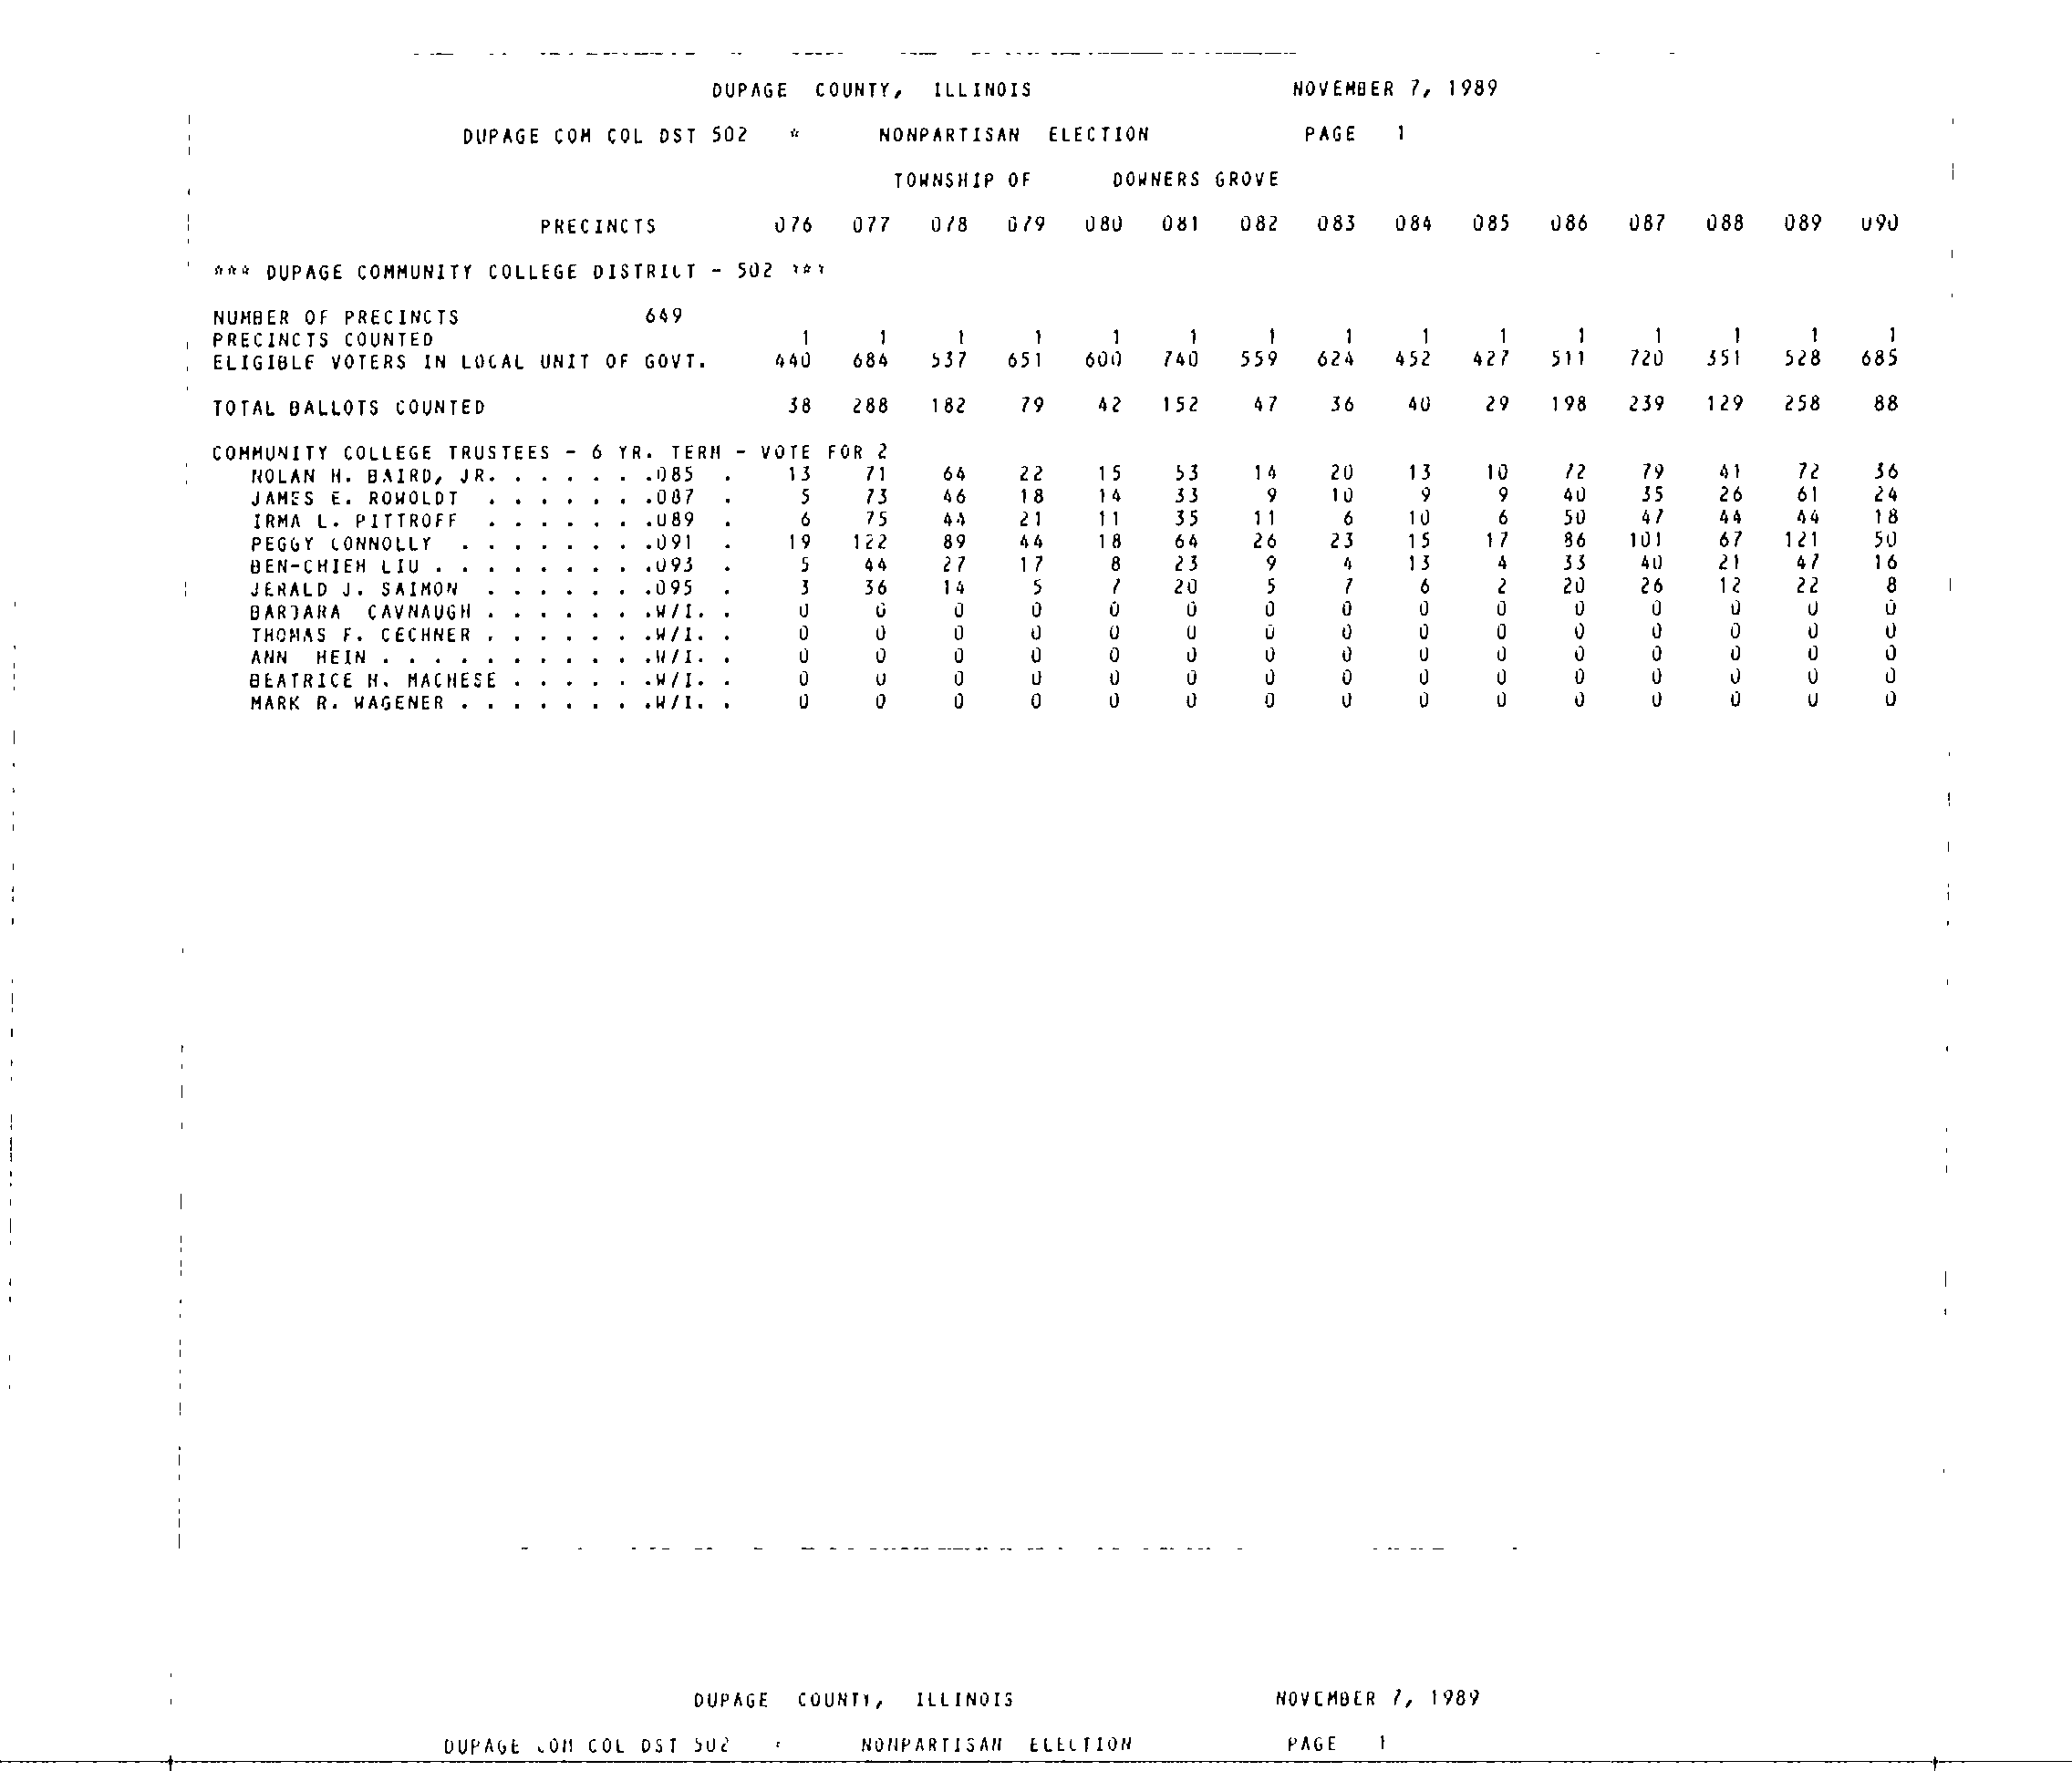 DUPAGE COUNTY, ILLINOIS NOVEMBER 7, 1989
DUPAGE COM COL DST 502 * NONPARTISAN ELECTION PAGE 1
TOWNSHIP OF DOWNERS GROVE
PRECINCTS 076 077 078 079 080 081 082 083 084 085 086 087 088 089 090
*** DUPAGE COMMUNITY COLLEGE DISTRICT - 502 ***
NUMBER OF PRECINCTS 649
PRECINCTS COUNTED 1 1 1 1 1 1 1 1 1 1 1 1 1 1 1
ELIGIBLE VOTERS IN LOCAL UNIT OF GOVT. 440 684 537 651 600 740 559 624 452 427 511 720 351 528 685
TOTAL BALLOTS COUNTED 38 288 182 79 42 152 47 36 40 29 198 239 129 258 88
COMMUNITY COLLEGE TRUSTEES - 6 YR. TERM - VOTE FOR 2
NOLAN H. BAIRD, JR. . . . . . .085 . 13 71 64 22 15 53 14 20 13 10 72 79 41 72 36
JAMES E. ROWOLDT . . . . . . .087 . 5 73 46 18 14 33 9 10 9 9 40 35 26 61 24
IRMA L. PITTROFF . . . . . . .089 . 6 75 44 21 11 35 11 6 10 6 50 47 44 44 18
PEGGY CONNOLLY . . . . . . . .091 . 19 122 89 44 18 64 26 23 15 17 86 101 67 121 50
BEN-CHIEH LIU . . . . . . . . .093 . 5 44 27 17 8 23 9 4 13 4 33 40 21 47 16
JERALD J. SAIMON . . . . . . .095 . 3 36 14 5 7 20 5 7 6 2 20 26 12 22 8
BARBARA CAVNAUGH . . . . . . .W/I. . 0 0 0 0 0 0 0 0 0 0 0 0 0 0 0
THOMAS F. CECHNER . . . . . . .W/I. . 0 0 0 0 0 0 0 0 0 0 0 0 0 0 0
ANN HEIN . . . . . . . . . . .W/I. . 0 0 0 0 0 0 0 0 0 0 0 0 0 0 0
BEATRICE H. MACHESE . . . . . .W/I. . 0 0 0 0 0 0 0 0 0 0 0 0 0 0 0
MARK R. WAGENER . . . . . . . .W/I. . 0 0 0 0 0 0 0 0 0 0 0 0 0 0 0
DUPAGE COUNTY, ILLINOIS NOVEMBER 7, 1989
DUPAGE COM COL DST 502 * NONPARTISAN ELECTION PAGE 1